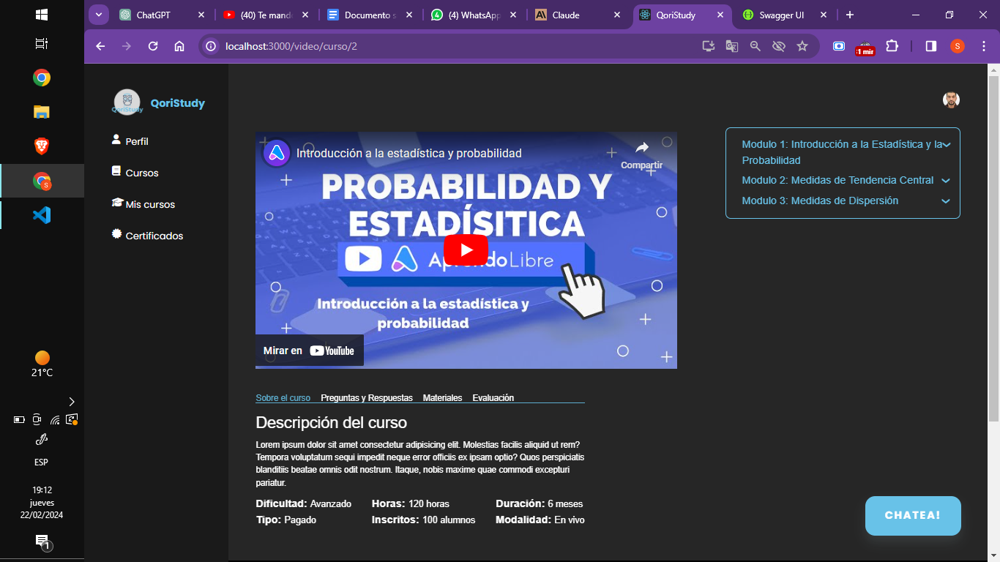 ChatGPT
(40) Te mand
Documento s
(4) WhatsApp
Claude
QoriStudy
Swagger UI
localhost:3000/video/curso/2
:1 mir
S
QoriStudy
QoriStudy
Perfil
Cursos
Mis cursos
Certificados
Introducción a la estadística y probabilidad
Compartir
PROBABILIDAD Y
ESTADÍSITICA
AprendoLibre
Introducción a la estadística y
probabilidad
Mirar en YouTube
Modulo 1: Introducción a la Estadística y la
Probabilidad
Modulo 2: Medidas de Tendencia Central
Modulo 3: Medidas de Dispersión
Sobre el curso Preguntas y Respuestas Materiales Evaluación
Descripción del curso
Lorem ipsum dolor sit amet consectetur adipisicing elit. Molestias facilis aliquid ut rem?
Tempora voluptatum sequi impedit neque error officiis ex ipsam optio? Quos perspiciatis
blanditiis beatae omnis odit nostrum. Itaque, nobis maxime quae commodi excepturi
pariatur.
Dificultad: Avanzado Horas: 120 horas Duración: 6 meses
Tipo: Pagado Inscritos: 100 alumnos Modalidad: En vivo
CHATEA!
S
21°C
ESP
19:12
jueves
22/02/2024
1